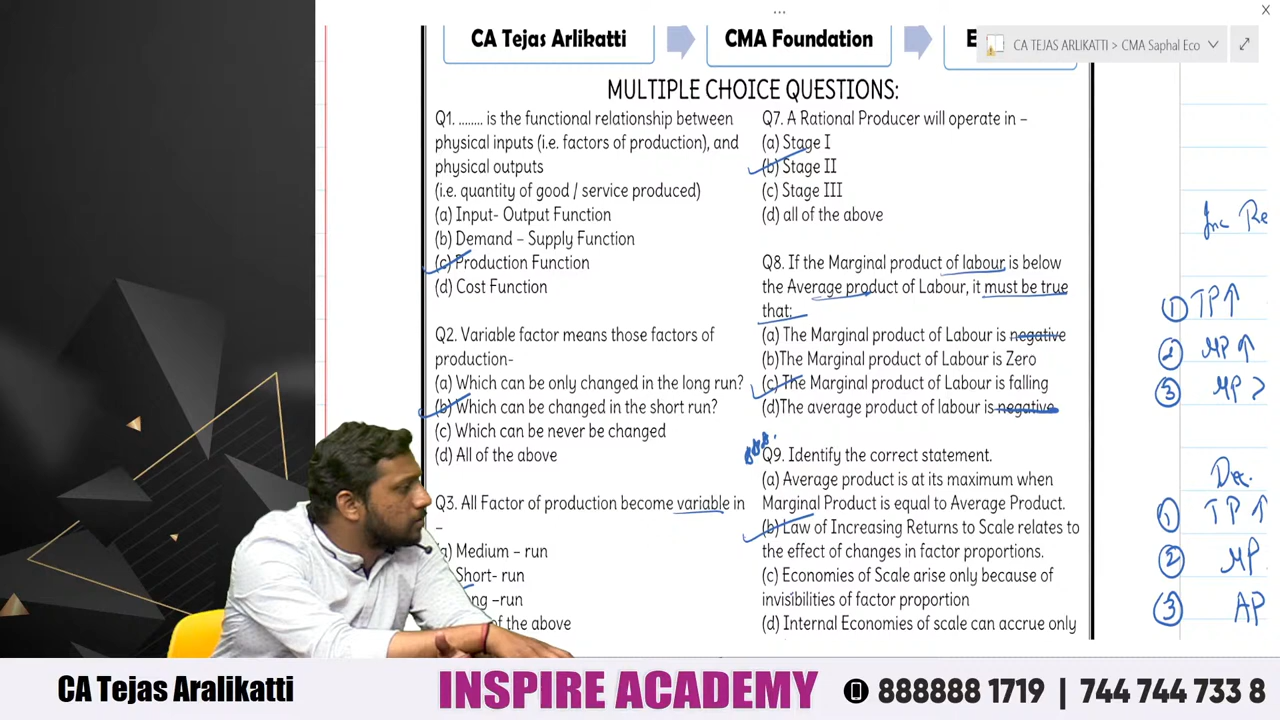 CA Tejas Arlikatti
CMA Foundation
E
CA TEJAS ARLIKATTI > CMA Saphal Eco
MULTIPLE CHOICE QUESTIONS:
Q1. ........ is the functional relationship between
physical inputs (i.e. factors of production), and
physical outputs
(i.e. quantity of good / service produced)
(a) Input- Output Function
(b) Demand – Supply Function
(c) Production Function
(d) Cost Function
Q2. Variable factor means those factors of
production-
(a) Which can be only changed in the long run?
(b) Which can be changed in the short run?
(c) Which can be never be changed
(d) All of the above
Q3. All Factor of production become variable in
–
(a) Medium – run
Short- run
–run
of the above
Q7. A Rational Producer will operate in –
(a) Stage I
(b) Stage II
(c) Stage III
(d) all of the above
Q8. If the Marginal product of labour is below
the Average product of Labour, it must be true
that:
(a) The Marginal product of Labour is negative
(b)The Marginal product of Labour is Zero
(c) The Marginal product of Labour is falling
(d)The average product of labour is negative
Q9. Identify the correct statement.
(a) Average product is at its maximum when
Marginal Product is equal to Average Product.
(b) Law of Increasing Returns to Scale relates to
the effect of changes in factor proportions.
(c) Economies of Scale arise only because of
invisibilities of factor proportion
(d) Internal Economies of scale can accrue only
Inc Re
① TP↑
② MP↑
③ MP >
Dec.
① TP↑
② MP
③ AP
CA Tejas Aralikatti
INSPIRE ACADEMY
888888 1719 | 744 744 733 8